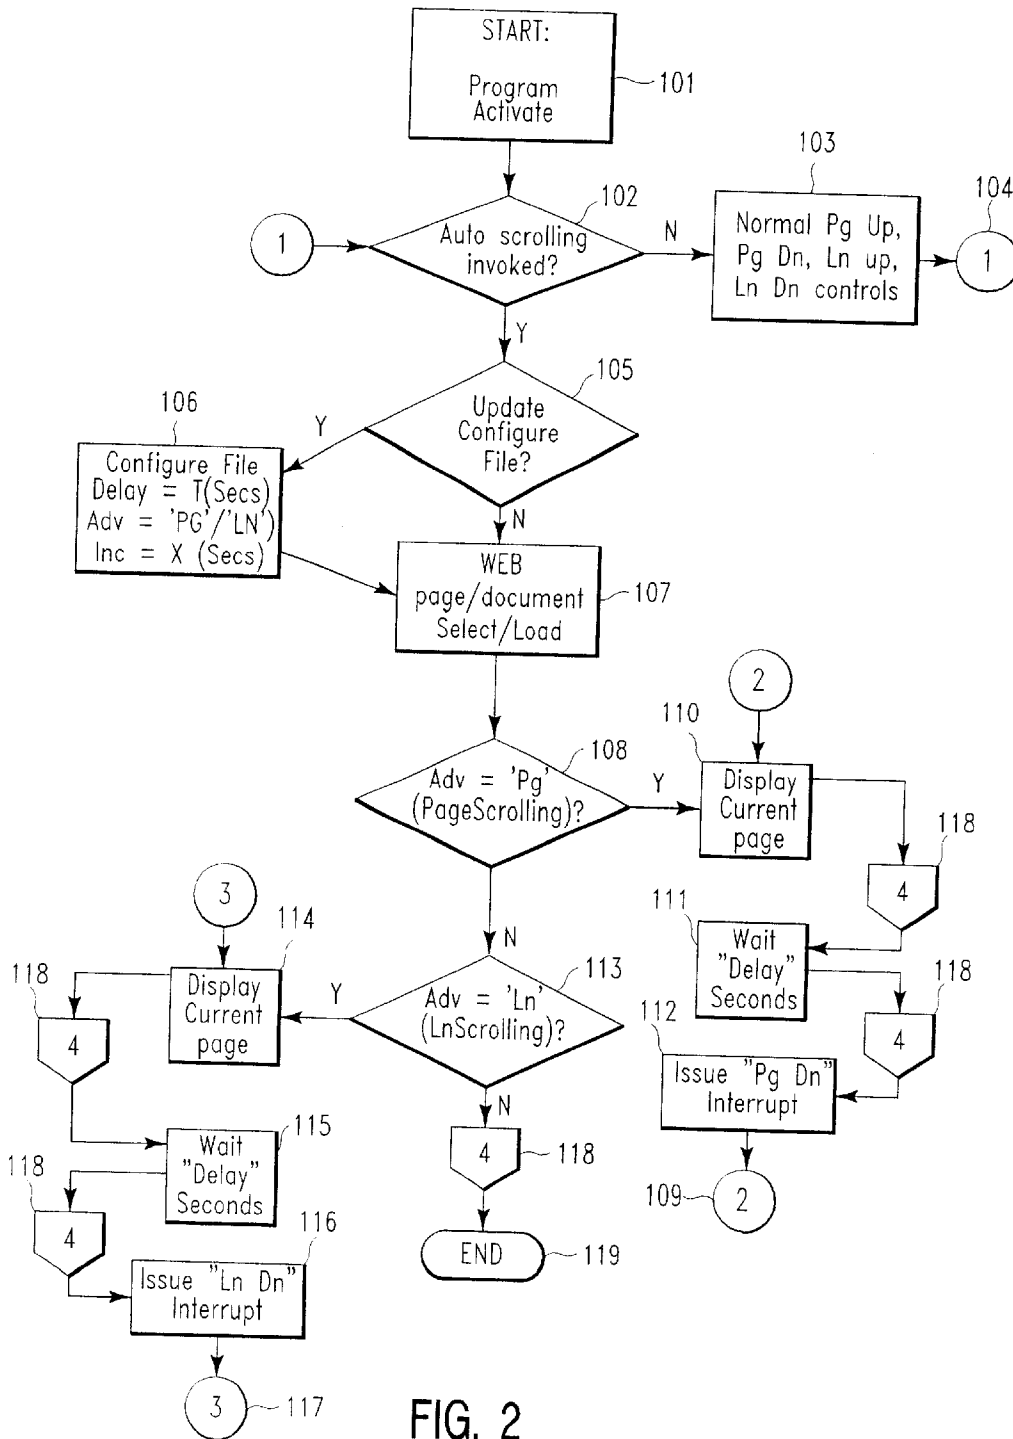 START:
Program
Activate
101
102
103
104
1
Auto scrolling
invoked?
N
Normal Pg Up,
Pg Dn, Ln up,
Ln Dn controls
1
Y
105
Update
Configure
File?
Y
106
Configure File
Delay = T(Secs)
Adv = 'PG'/'LN')
Inc = X (Secs)
N
WEB
page/document
Select/Load
107
2
108
Adv = 'Pg'
(PageScrolling)?
Y
110
Display
Current
page
118
4
111
Wait
"Delay"
Seconds
118
4
112
Issue "Pg Dn"
Interrupt
109
2
N
113
Adv = 'Ln'
(LnScrolling)?
Y
3
114
Display
Current
page
118
4
115
Wait
"Delay"
Seconds
118
4
116
Issue "Ln Dn"
Interrupt
3
117
N
4
118
END
119
FIG. 2